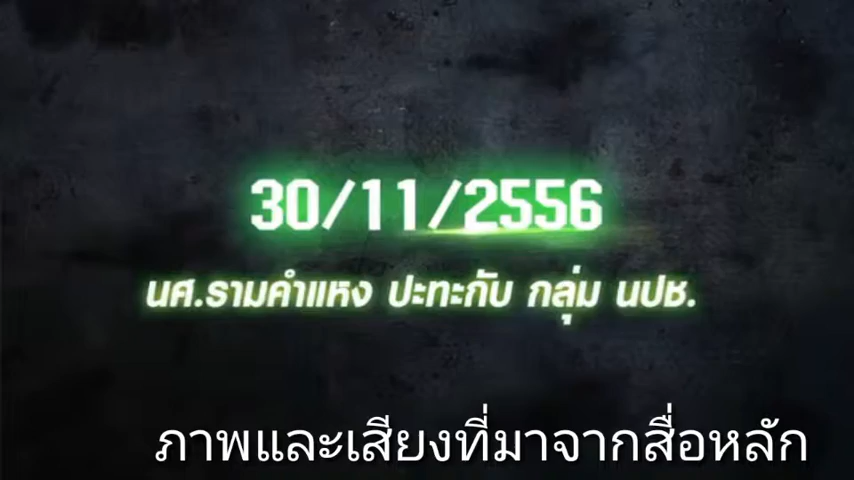 30/11/2556
นศ.รามคำแหง ปะทะกับ กลุ่ม นปช.
ภาพและเสียงที่มาจากสื่อหลัก